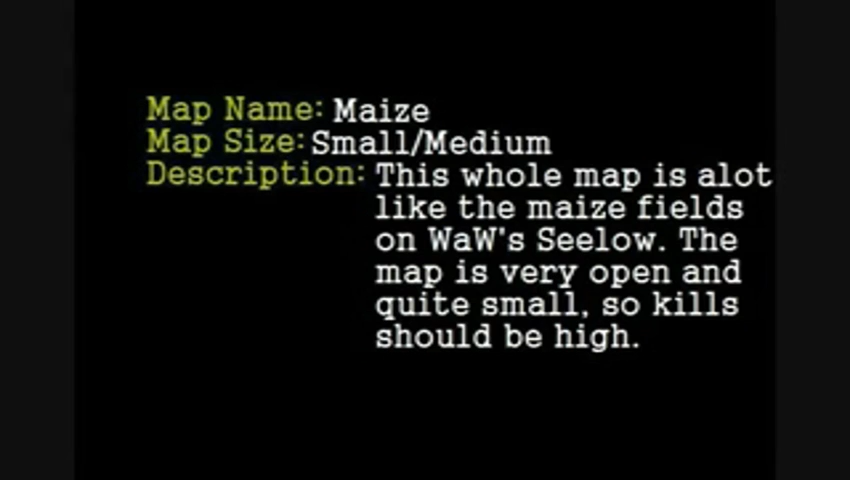 Map Name: Maize
Map Size: Small/Medium
Description: This whole map is alot
like the maize fields
on WaW's Seelow. The
map is very open and
quite small, so kills
should be high.